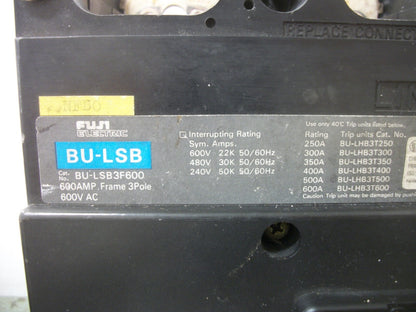 REPLACE CONNECT
FUJI
ELECTRIC
BU-LSB
Cat.
No. BU-LSB3F600
600AMP. Frame 3Pole
600V AC
Interrupting Rating
Sym. Amps.
600V 22K 50/60Hz
480V 30K 50/60Hz
240V 50K 50/60Hz
Use only 40°C Trip units listed below.
Rating Trip units Cat. No.
250A BU-LHB3T250
300A BU-LHB3T300
350A BU-LHB3T350
400A BU-LHB3T400
500A BU-LHB3T500
600A BU-LHB3T600
Caution Trip unit may be damaged by